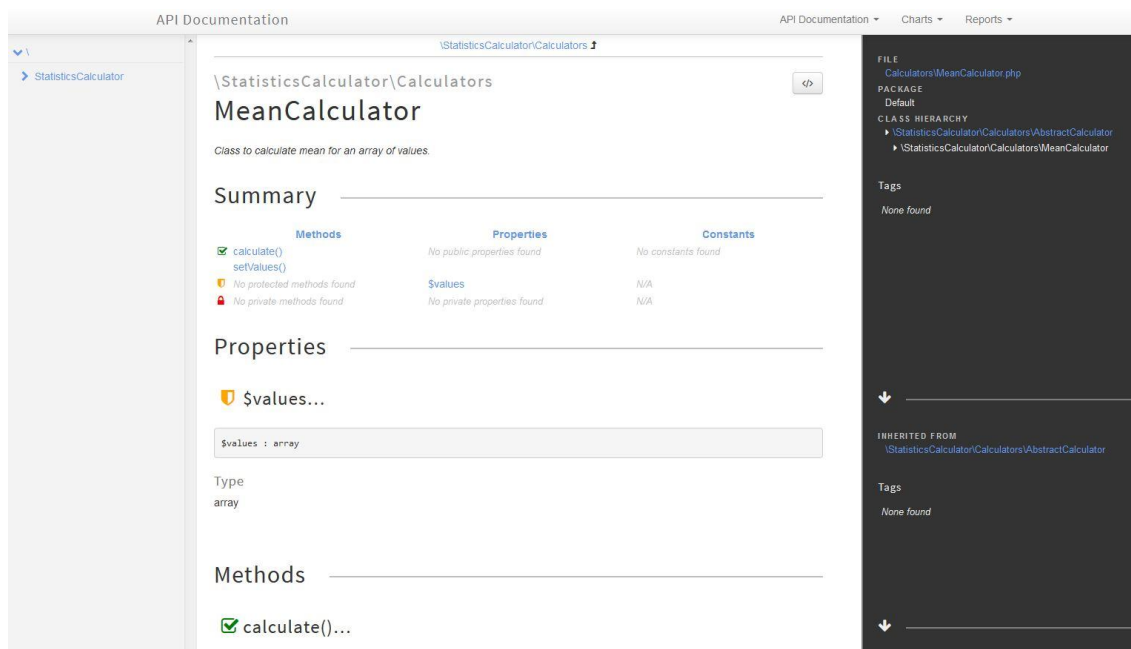 API Documentation
API Documentation
Charts
Reports
\
StatisticsCalculator
\StatisticsCalculator\Calculators
\StatisticsCalculator\Calculators
</>
MeanCalculator
Class to calculate mean for an array of values.
Summary
Methods Properties Constants
calculate() No public properties found No constants found
setValues()
No protected methods found $values N/A
No private methods found No private properties found N/A
Properties
$values...
$values : array
Type
array
Methods
calculate()...
FILE
Calculators\MeanCalculator.php
PACKAGE
Default
CLASS HIERARCHY
\StatisticsCalculator\Calculators\AbstractCalculator
\StatisticsCalculator\Calculators\MeanCalculator
Tags
None found
INHERITED FROM
\StatisticsCalculator\Calculators\AbstractCalculator
Tags
None found